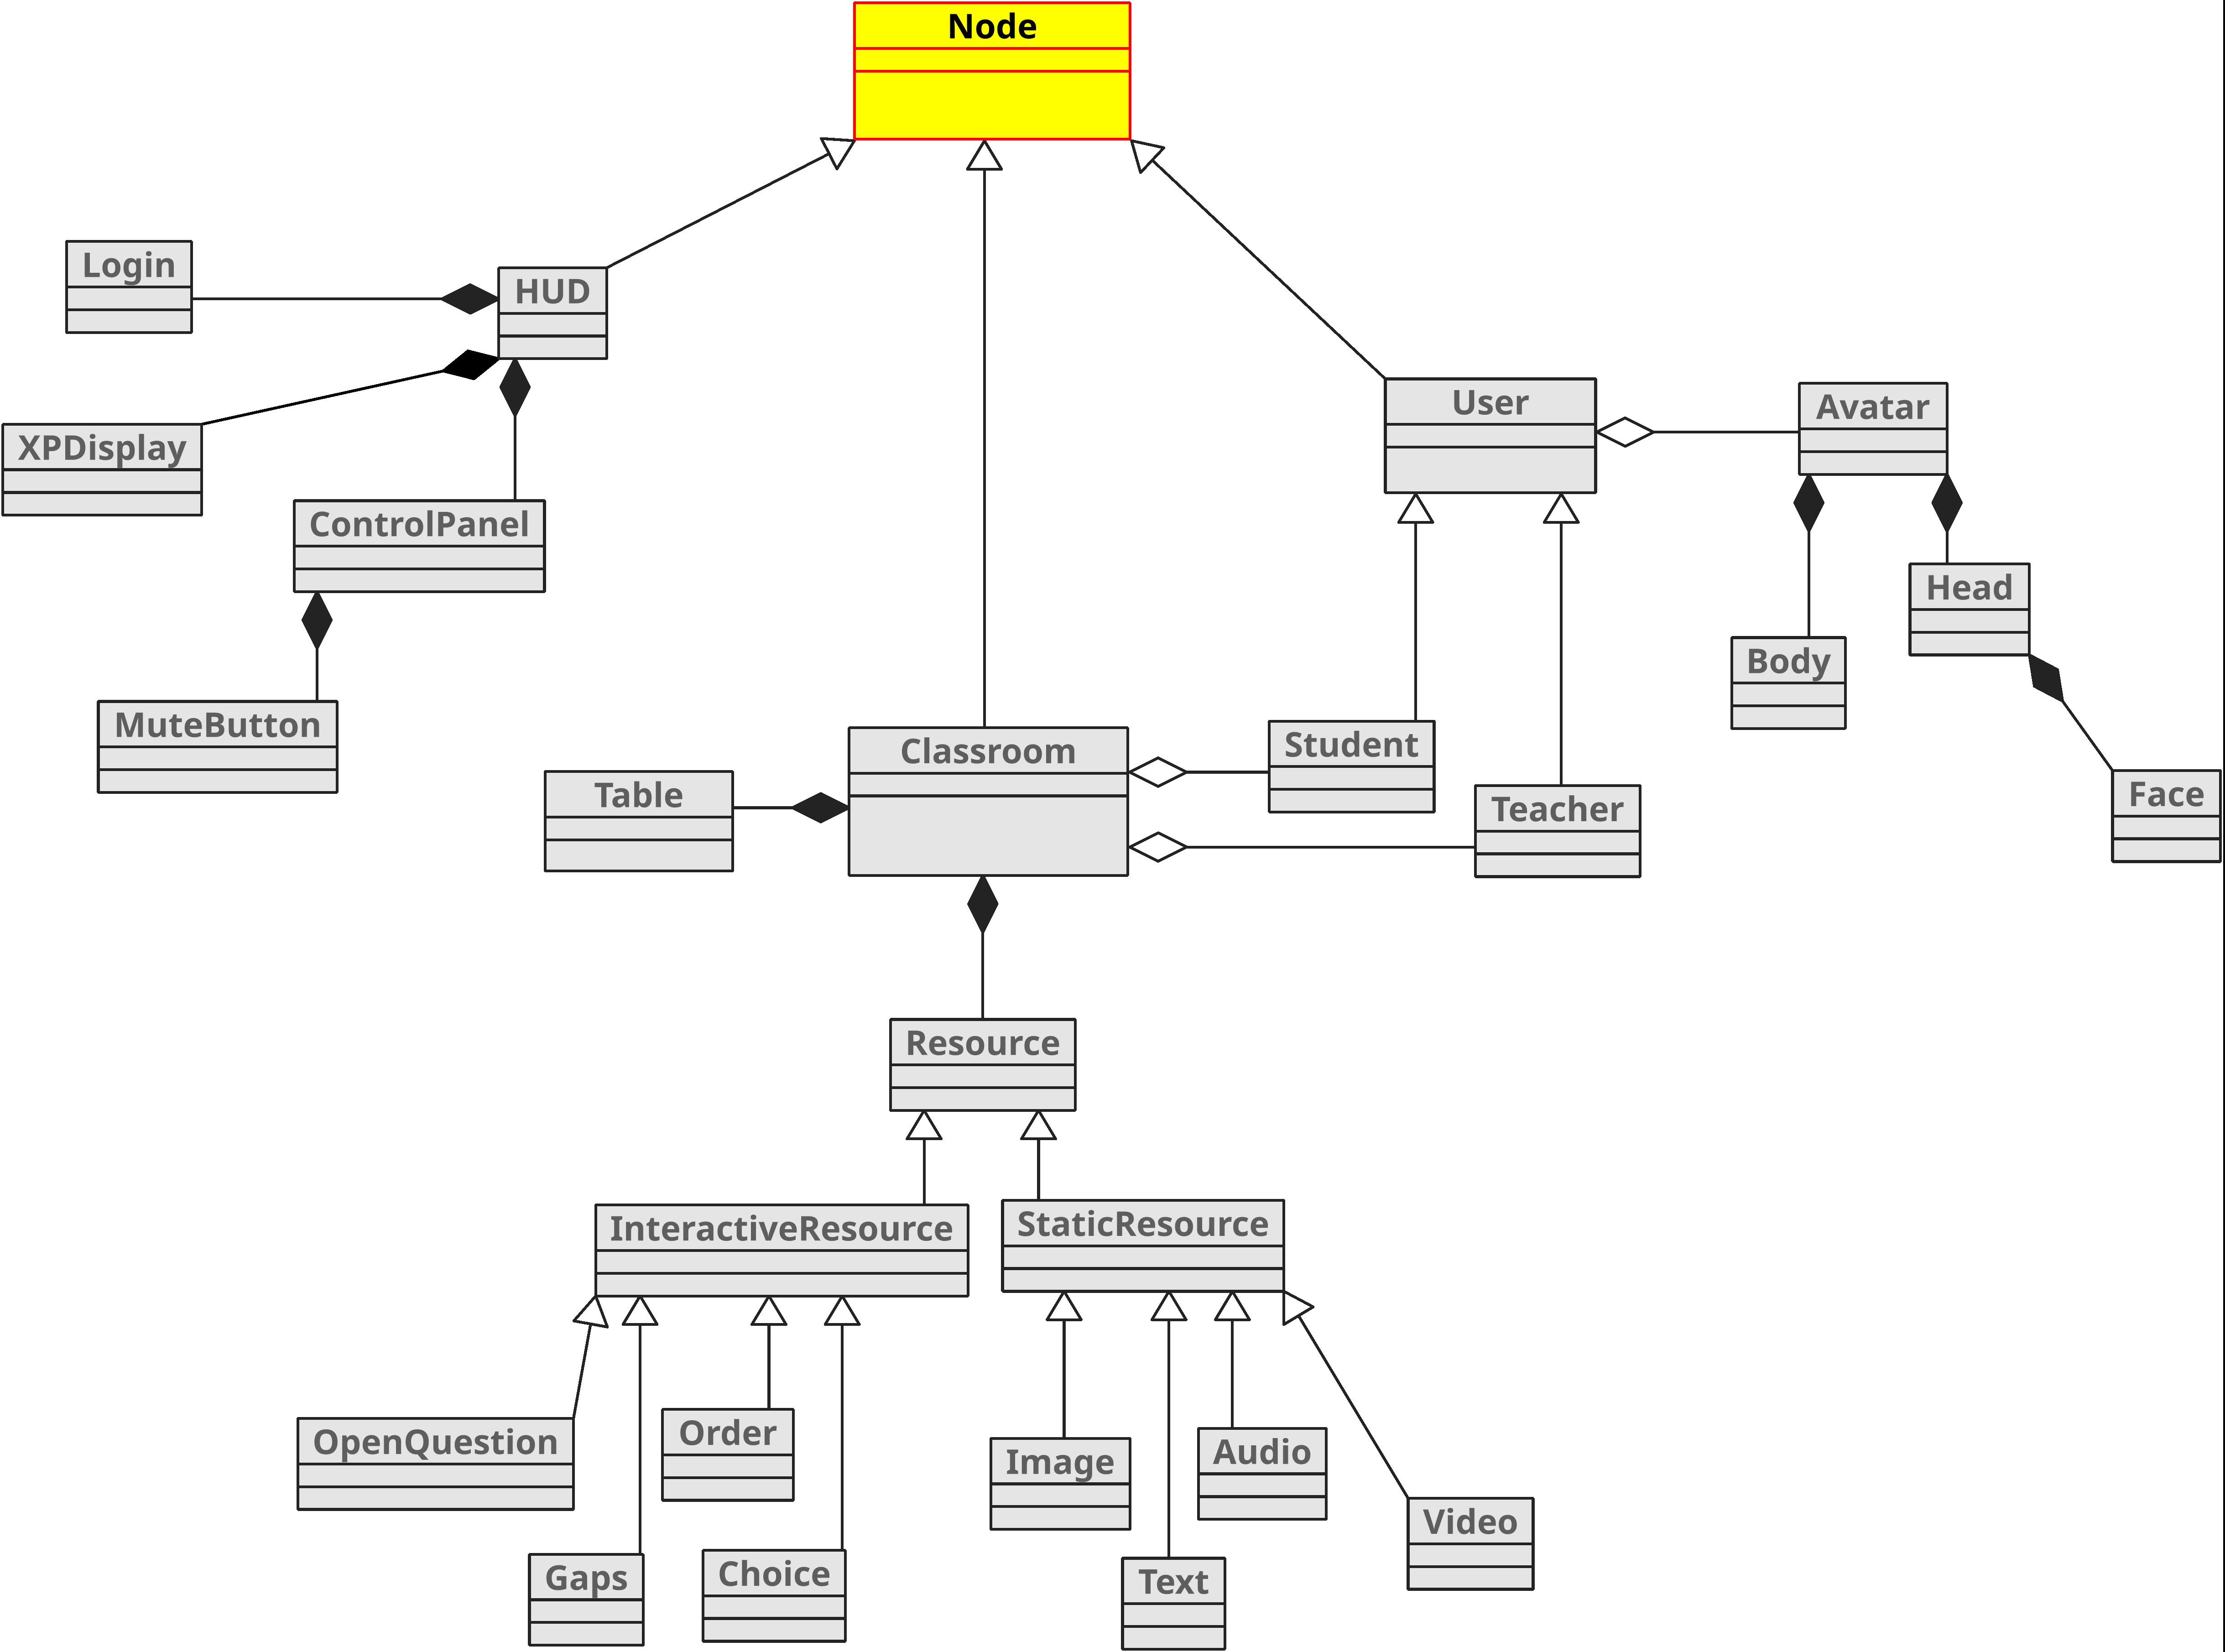 Node
Login
HUD
User
Avatar
XPDisplay
ControlPanel
Head
Body
MuteButton
Classroom
Student
Table
Teacher
Face
Resource
InteractiveResource
StaticResource
OpenQuestion
Order
Image
Audio
Video
Gaps
Choice
Text